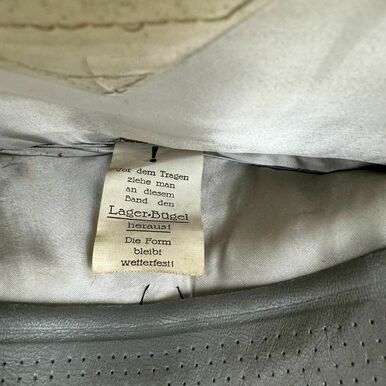 !
Vor dem Tragen
ziehe man
an diesem
Band den
Lager-Bügel
heraus!
Die Form
bleibt
wetterfest!